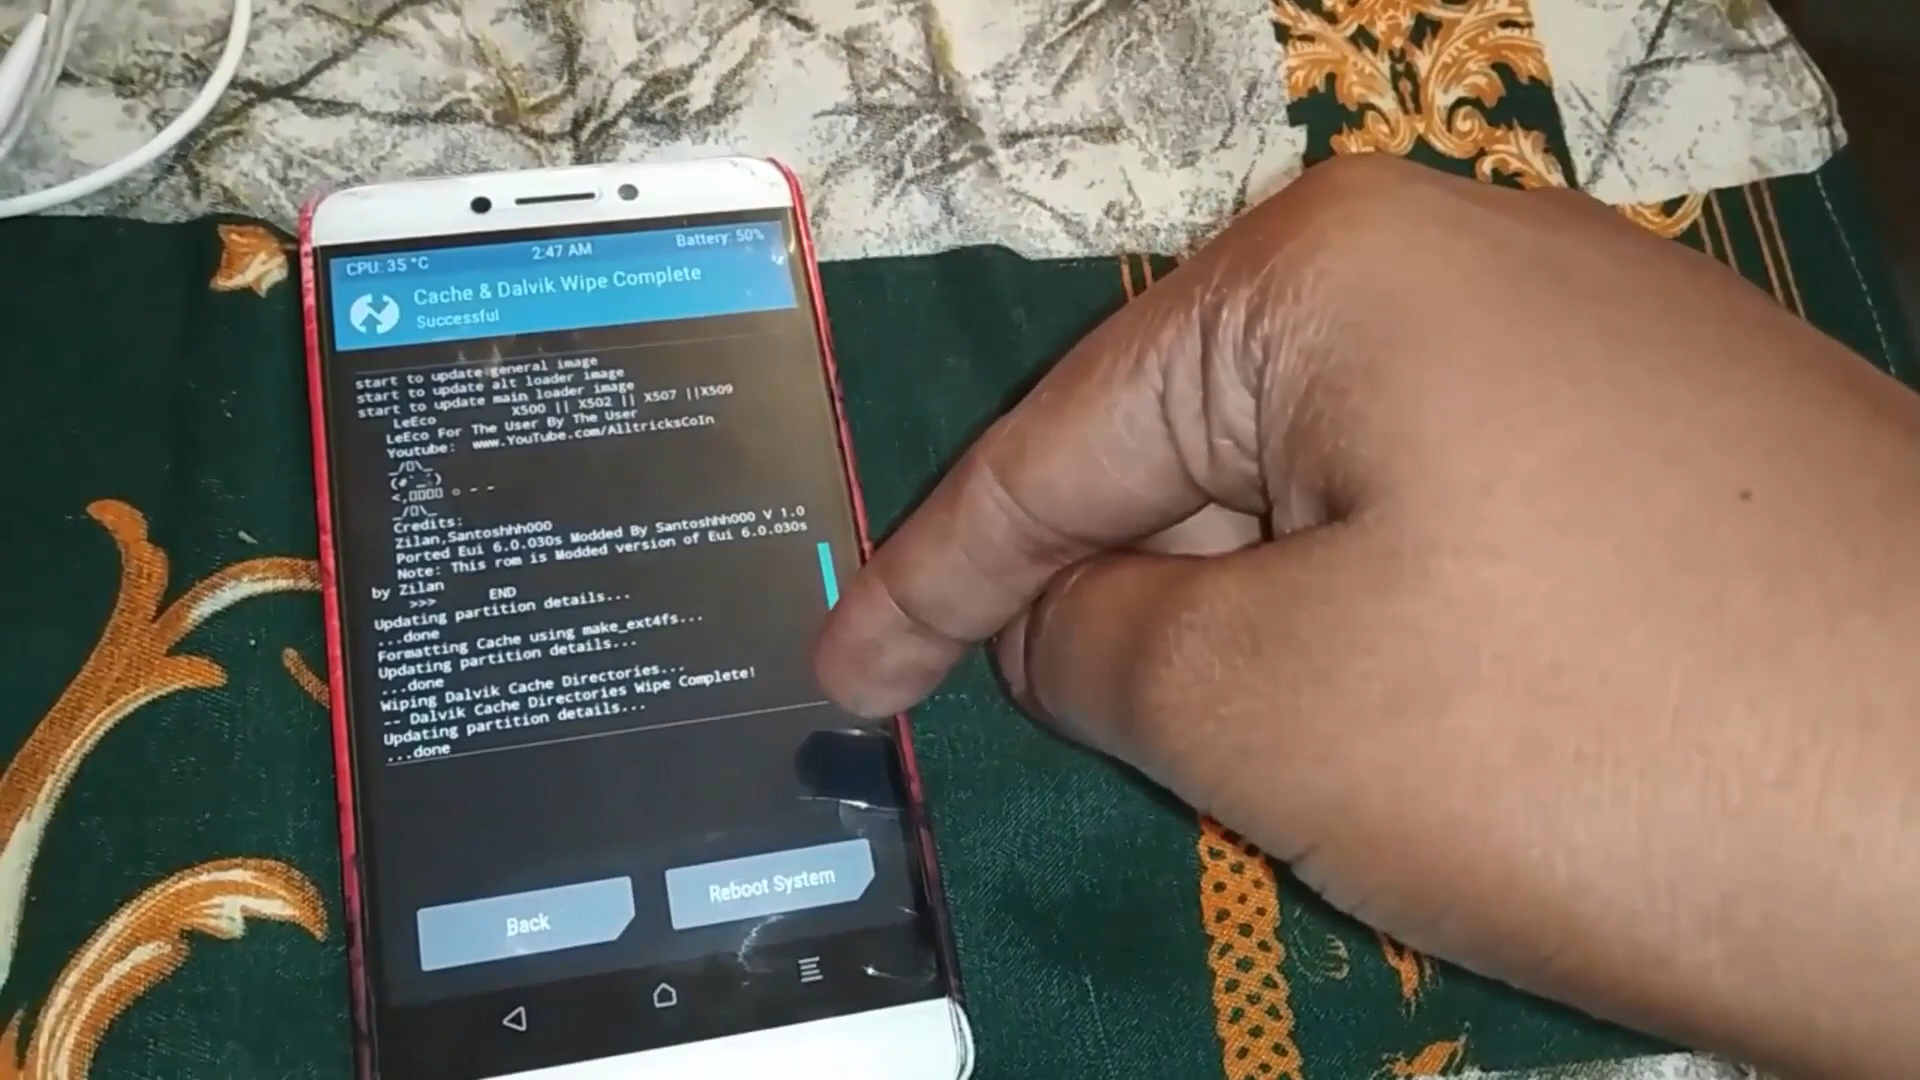 CPU: 35 °C 2:47 AM Battery: 50%
Cache & Dalvik Wipe Complete
Successful
start to update general image
start to update alt loader image
start to update main loader image
LeEco X500 || X502 || X507 ||X509
LeEco For The User By The User
Youtube: www.YouTube.com/AlltricksCoIn
Credits:
Zilan,Santoshhh000
Ported Eui 6.0.030s Modded By Santoshhh000 V 1.0
Note: This rom is Modded version of Eui 6.0.030s
by Zilan
>>> END
Updating partition details...
...done
Formatting Cache using make_ext4fs...
Updating partition details...
...done
Wiping Dalvik Cache Directories...
-- Dalvik Cache Directories Wipe Complete!
Updating partition details...
...done
Back
Reboot System